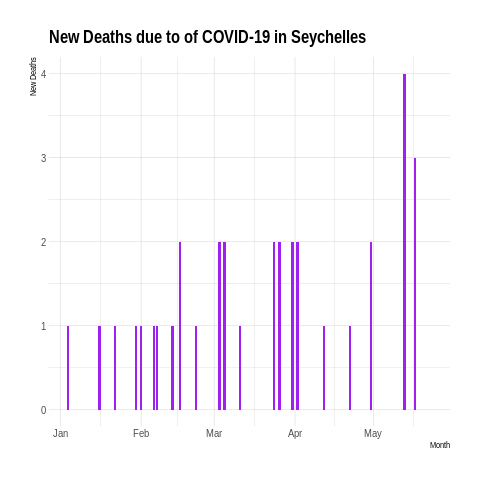 New Deaths due to of COVID-19 in Seychelles
New Deaths
4
3
2
1
0
Jan Feb Mar Apr May
Month